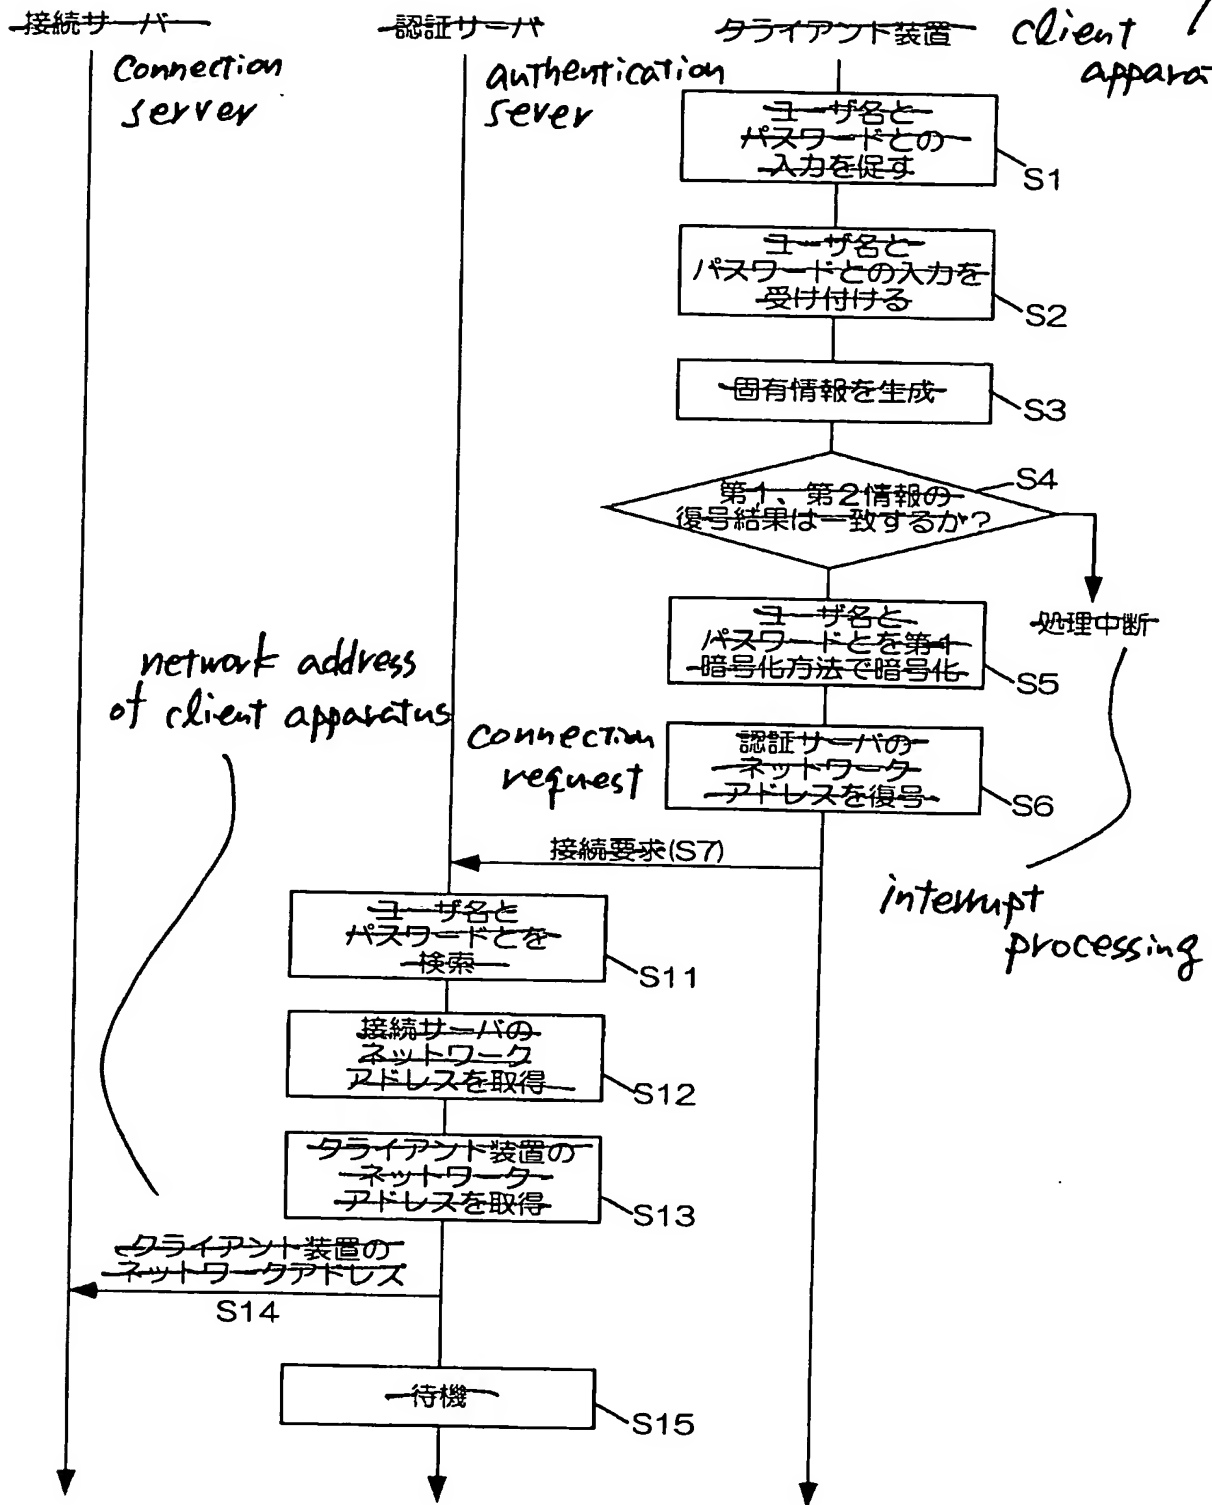 接続サーバ
認証サーバ
クライアント装置
client
apparat
Connection
server
authentication
sever
ユーザ名と
パスワードとの
入力を促す
S1
ユーザ名と
パスワードとの入力を
受け付ける
S2
固有情報を生成
S3
S4
第1、第2情報の
復号結果は一致するか?
処理中断
ユーザ名と
パスワードとを第1
暗号化方法で暗号化
S5
network address
of client apparatus
connection
request
認証サーバの
ネットワーク
アドレスを復号
S6
接続要求(S7)
interrupt
processing
ユーザ名と
パスワードとを
検索
S11
接続サーバの
ネットワーク
アドレスを取得
S12
クライアント装置の
ネットワーク
アドレスを取得
S13
クライアント装置の
ネットワークアドレス
S14
待機
S15